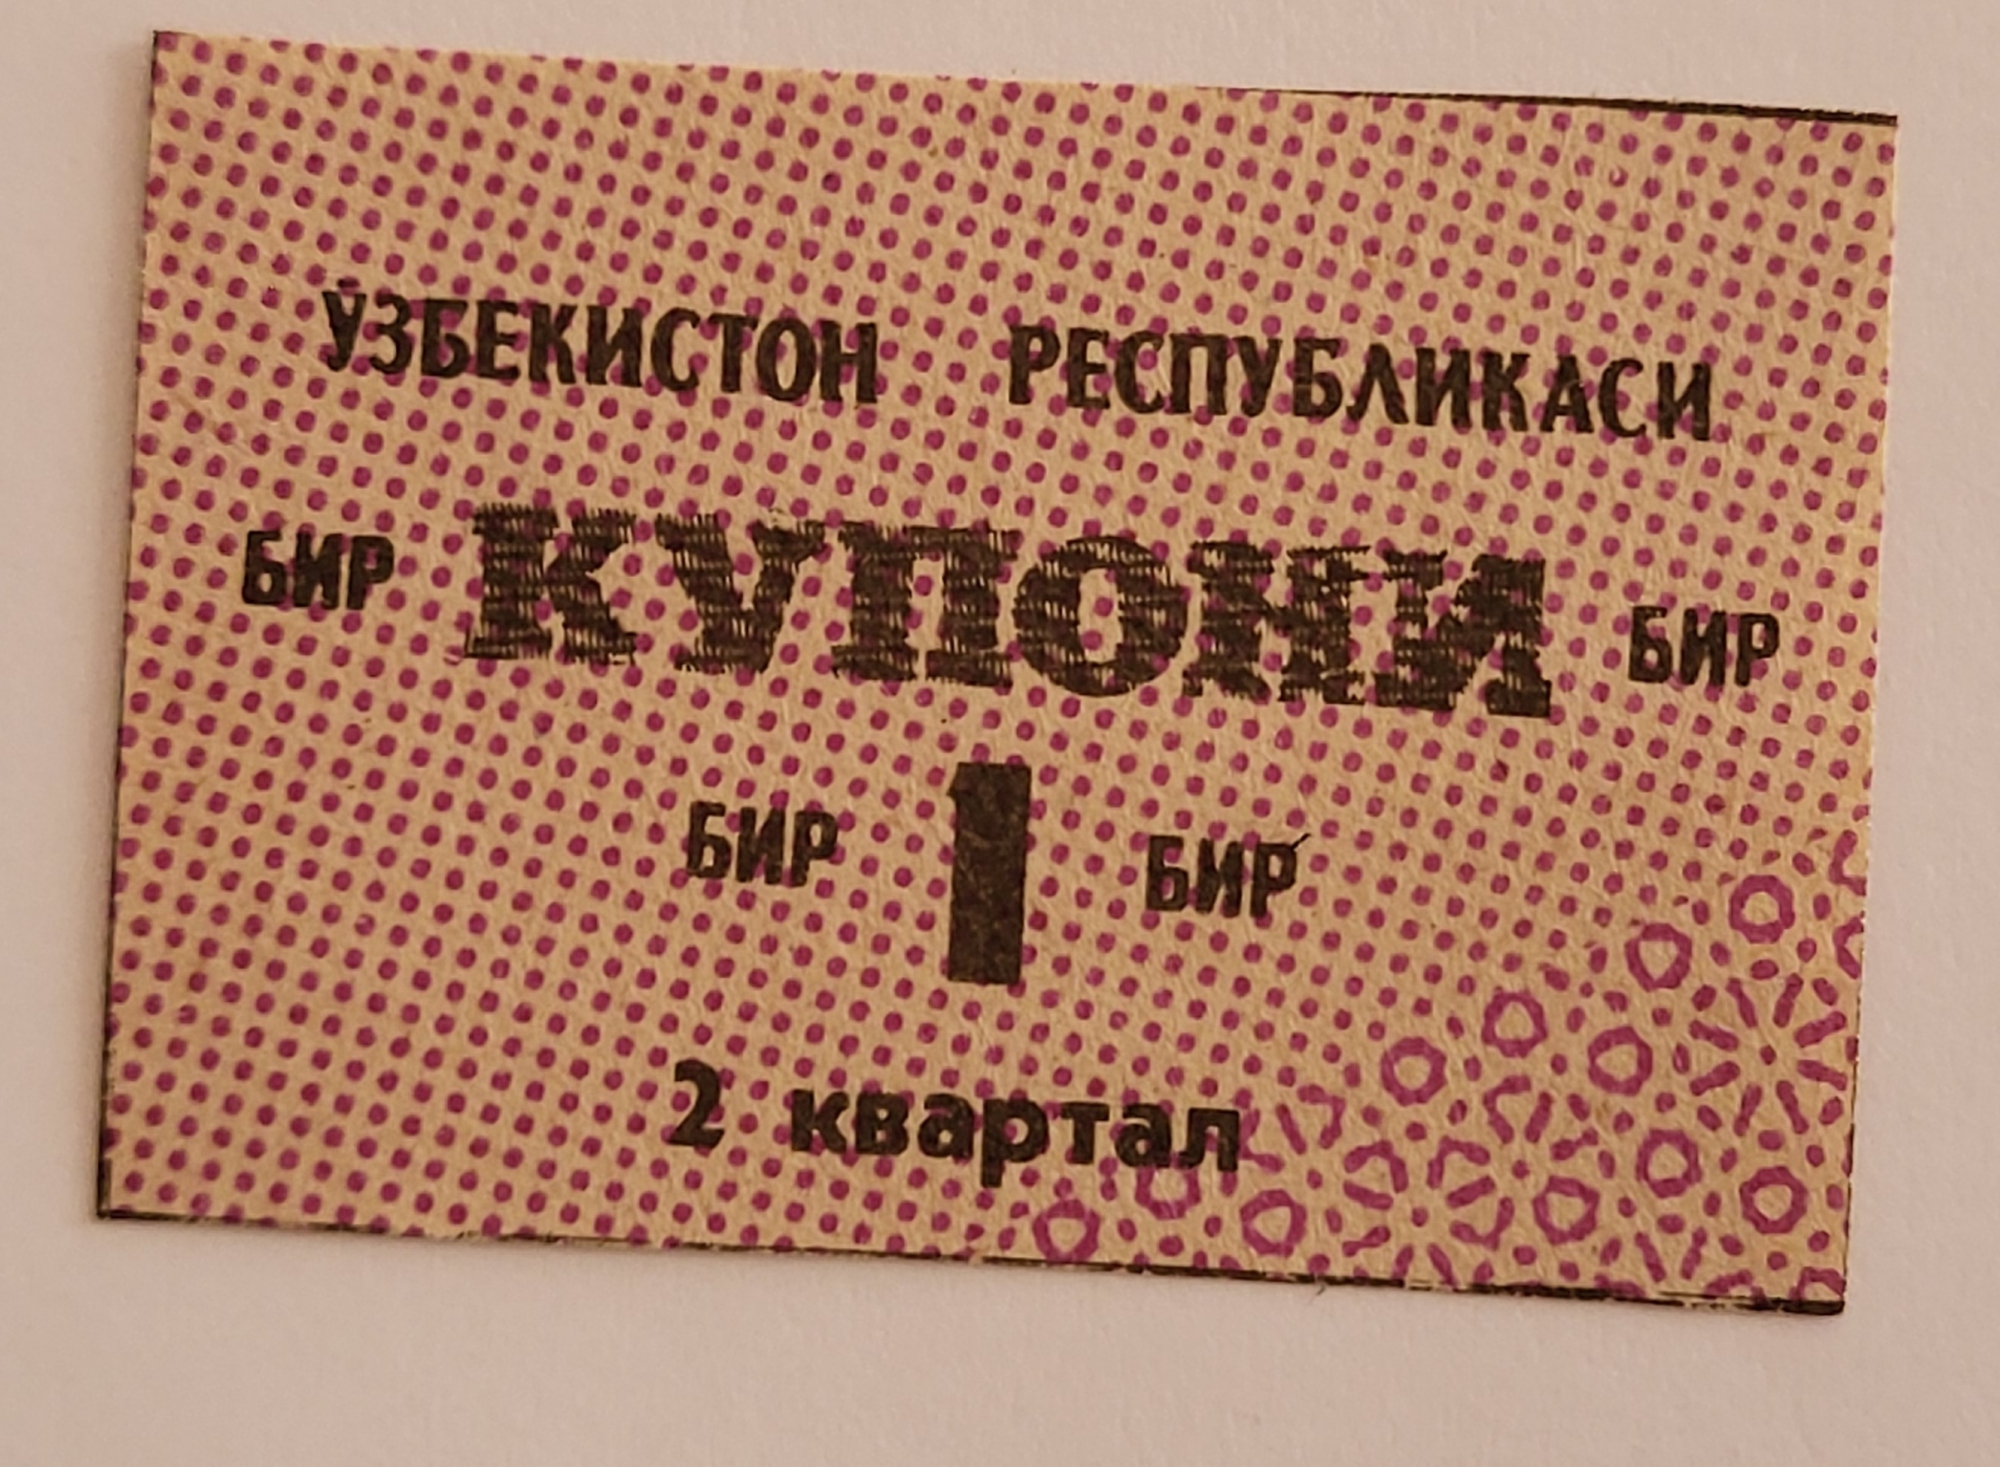 ЎЗБЕКИСТОН РЕСПУБЛИКАСИ
БИР КУПОНИ БИР
БИР 1 БИР
2 квартал